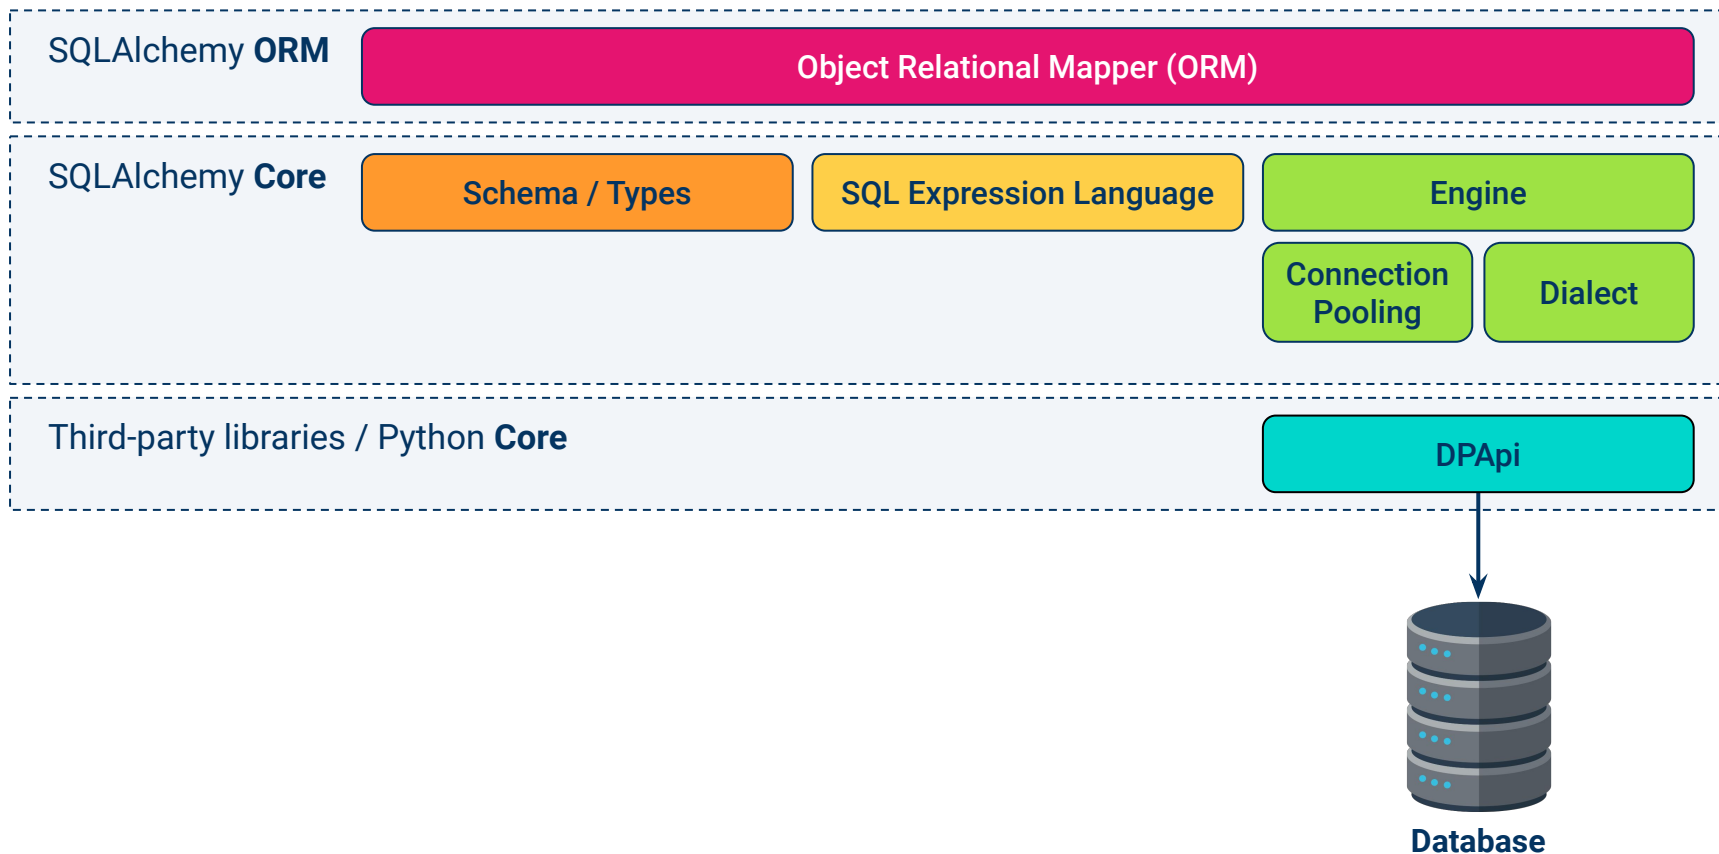 SQLAlchemy ORM
Object Relational Mapper (ORM)
SQLAlchemy Core
Schema / Types
SQL Expression Language
Engine
Connection
Pooling
Dialect
Third-party libraries / Python Core
DPApi
Database